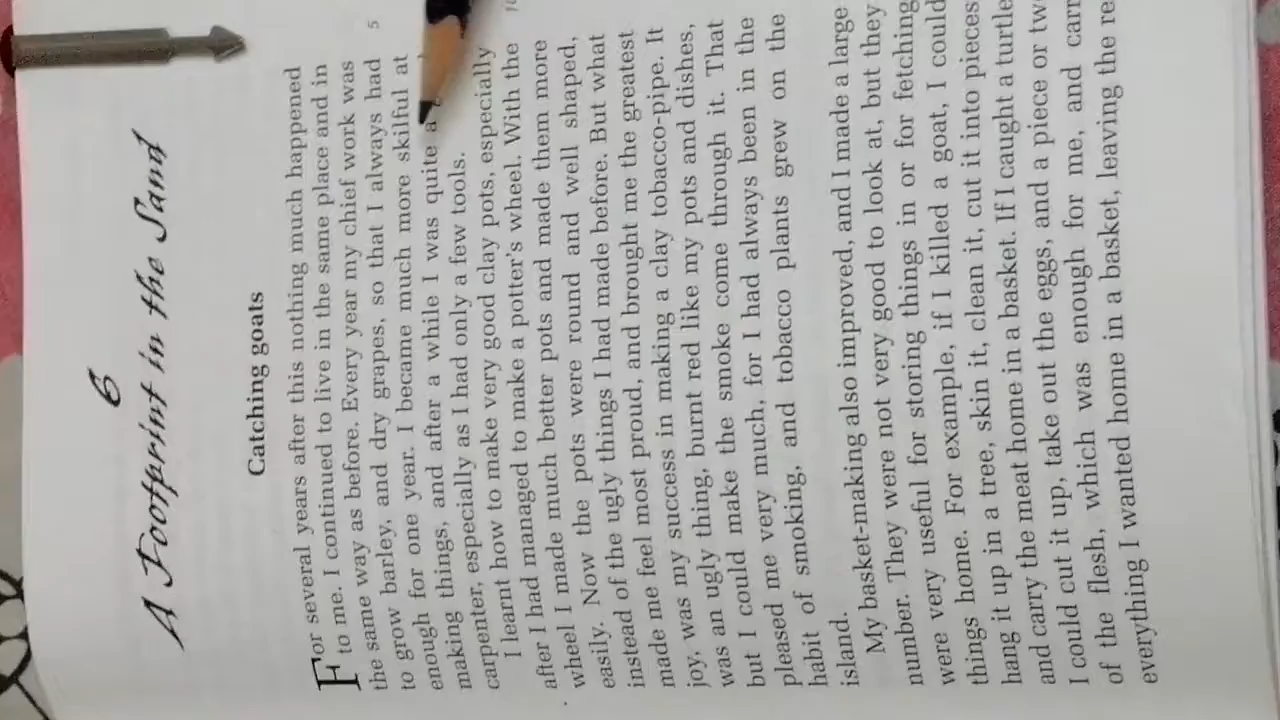 6
A Footprint in the Sand
Catching goats
For several years after this nothing much happened
to me. I continued to live in the same place and in
the same way as before. Every year my chief work was
to grow barley, and dry grapes, so that I always had
5
enough for one year. I became much more skilful at
making things, and after a while I was quite a
carpenter, especially as I had only a few tools.
I learnt how to make very good clay pots, especially
after I had managed to make a potter's wheel. With the
wheel I made much better pots and made them more
easily. Now the pots were round and well shaped,
instead of the ugly things I had made before. But what
made me feel most proud, and brought me the greatest
joy, was my success in making a clay tobacco-pipe. It
was an ugly thing, burnt red like my pots and dishes,
but I could make the smoke come through it. That
pleased me very much, for I had always been in the
habit of smoking, and tobacco plants grew on the
island.
My basket-making also improved, and I made a large
number. They were not very good to look at, but they
were very useful for storing things in or for fetching
things home. For example, if I killed a goat, I could
hang it up in a tree, skin it, clean it, cut it into pieces
and carry the meat home in a basket. If I caught a turtle
I could cut it up, take out the eggs, and a piece or
of the flesh, which was enough for me, and
everything I wanted home in a basket, leaving the